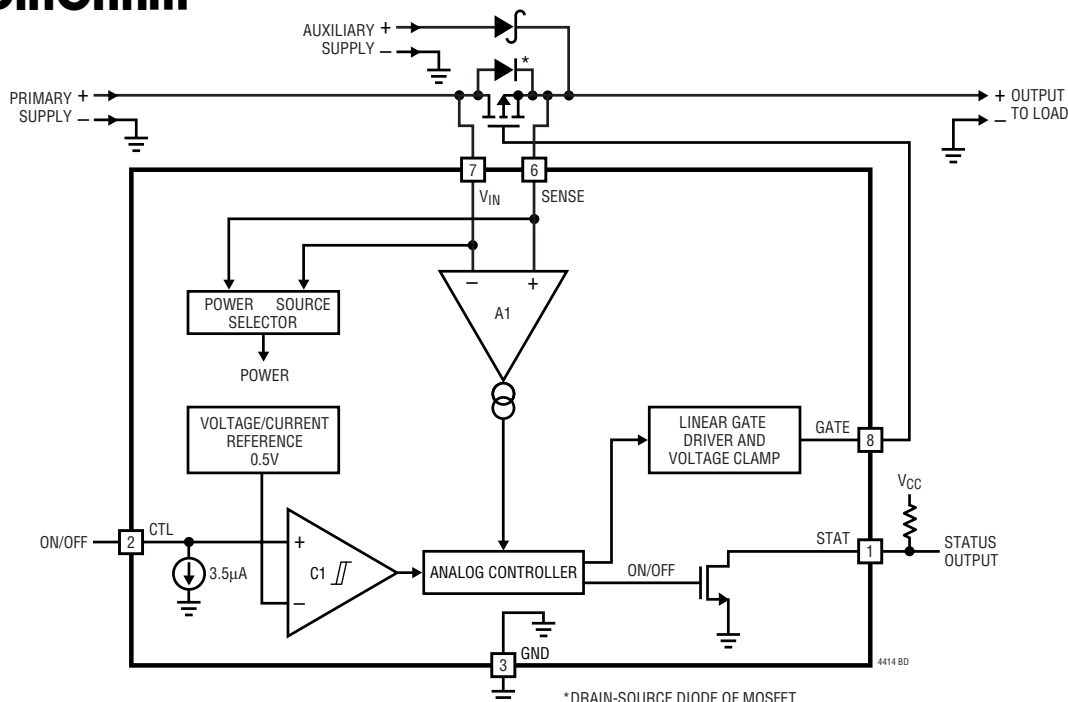 AUXILIARY +
SUPPLY –
*
PRIMARY +
SUPPLY –
+ OUTPUT
– TO LOAD
7
6
VIN
SENSE
– +
A1
POWER SOURCE
SELECTOR
POWER
VOLTAGE/CURRENT
REFERENCE
0.5V
LINEAR GATE
DRIVER AND
VOLTAGE CLAMP
GATE
8
VCC
ON/OFF
2
CTL
3.5µA
+
C1
–
ANALOG CONTROLLER
ON/OFF
STAT
1
STATUS
OUTPUT
3
GND
4414 BD
*DRAIN-SOURCE DIODE OF MOSFET